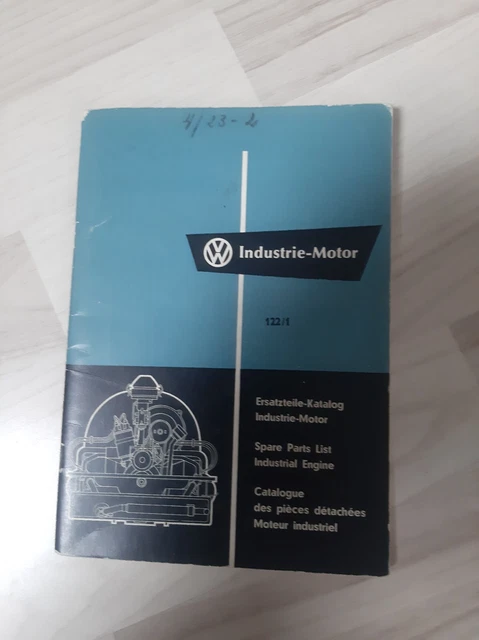 4/23-2
VW Industrie-Motor
122/1
Ersatzteile-Katalog
Industrie-Motor
Spare Parts List
Industrial Engine
Catalogue
des pièces détachées
Moteur industriel